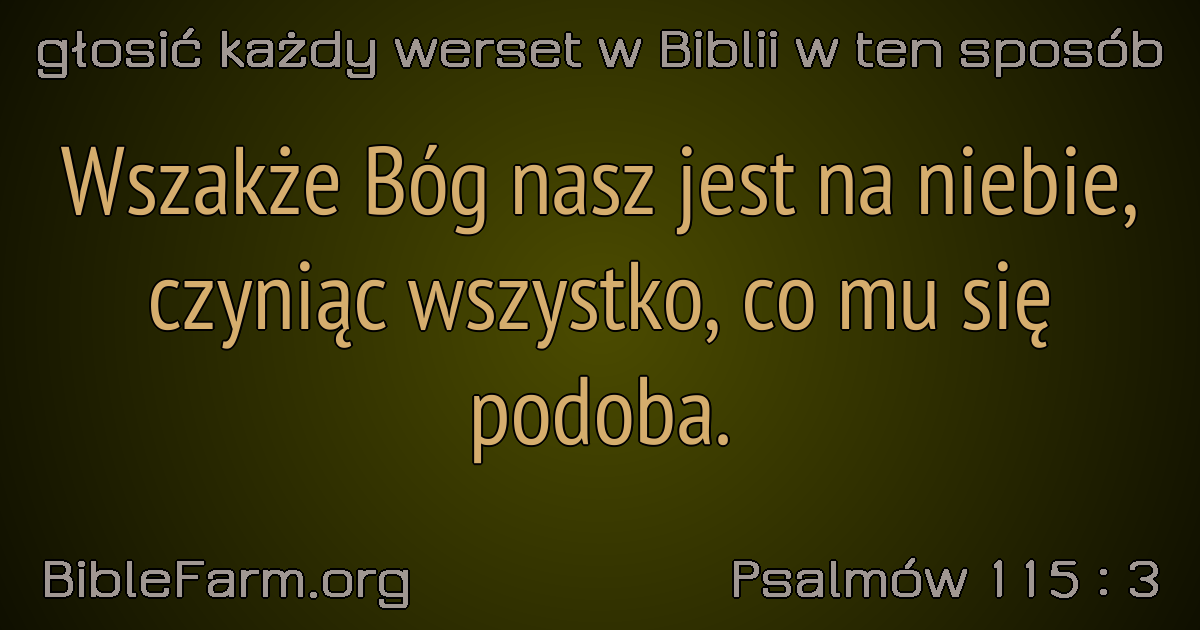 głosić każdy werset w Biblii w ten sposób
Wszakże Bóg nasz jest na niebie,
czyniąc wszystko, co mu się
podoba.
BibleFarm.org
Psalmów 115 : 3